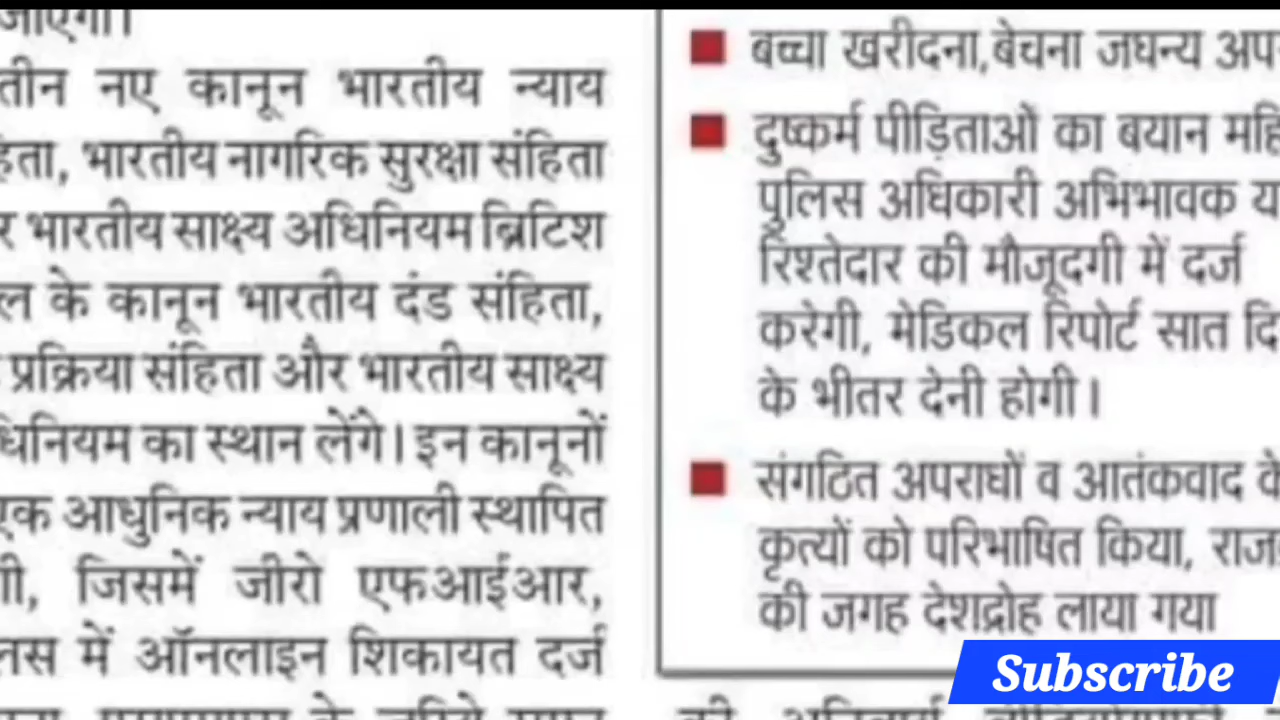 जाएगा।
तीन नए कानून भारतीय न्याय
हिता, भारतीय नागरिक सुरक्षा संहिता
र भारतीय साक्ष्य अधिनियम ब्रिटिश
ल के कानून भारतीय दंड संहिता,
प्रक्रिया संहिता और भारतीय साक्ष्य
धिनियम का स्थान लेंगे। इन कानूनों
एक आधुनिक न्याय प्रणाली स्थापित
गी, जिसमें जीरो एफआईआर,
लस में ऑनलाइन शिकायत दर्ज
बच्चा खरीदना,बेचना जघन्य अप
दुष्कर्म पीड़िताओं का बयान महि
पुलिस अधिकारी अभिभावक य
रिश्तेदार की मौजूदगी में दर्ज
करेगी, मेडिकल रिपोर्ट सात दि
के भीतर देनी होगी।
संगठित अपराधों व आतंकवाद के
कृत्यों को परिभाषित किया, राज
की जगह देशद्रोह लाया गया
Subscribe